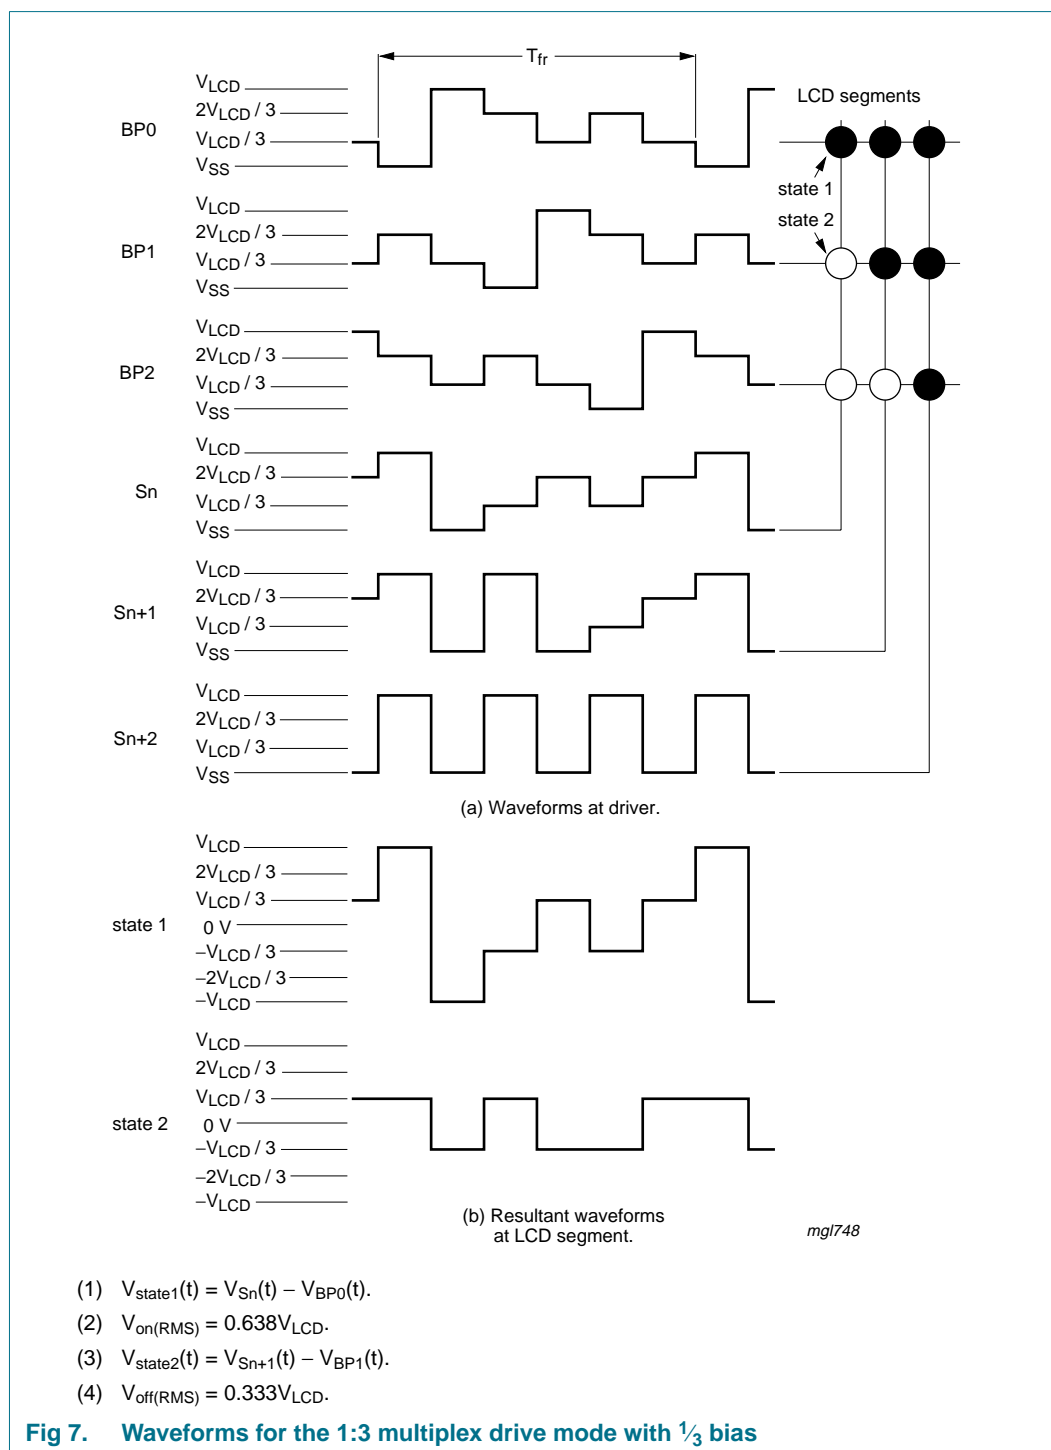 Tfr
BP0
VLCD
2VLCD / 3
VLCD / 3
VSS
LCD segments
state 1
state 2
BP1
VLCD
2VLCD / 3
VLCD / 3
VSS
BP2
VLCD
2VLCD / 3
VLCD / 3
VSS
Sn
VLCD
2VLCD / 3
VLCD / 3
VSS
Sn+1
VLCD
2VLCD / 3
VLCD / 3
VSS
Sn+2
VLCD
2VLCD / 3
VLCD / 3
VSS
(a) Waveforms at driver.
state 1
VLCD
2VLCD / 3
VLCD / 3
0 V
−VLCD / 3
−2VLCD / 3
−VLCD
state 2
VLCD
2VLCD / 3
VLCD / 3
0 V
−VLCD / 3
−2VLCD / 3
−VLCD
(b) Resultant waveforms
at LCD segment.
mgl748
(1) Vstate1(t) = VSn(t) − VBP0(t).
(2) Von(RMS) = 0.638VLCD.
(3) Vstate2(t) = VSn+1(t) − VBP1(t).
(4) Voff(RMS) = 0.333VLCD.
Fig 7. Waveforms for the 1:3 multiplex drive mode with 1⁄3 bias